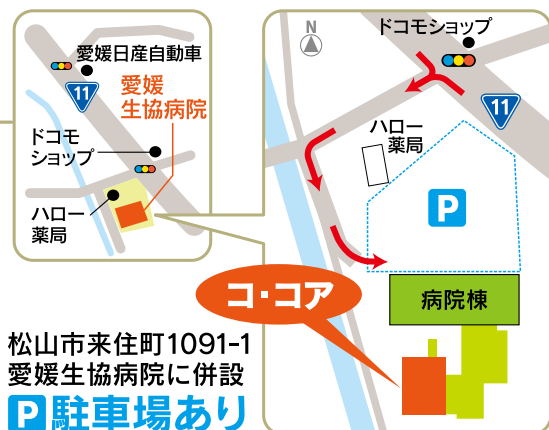 愛媛日産自動車
11
愛媛
生協病院
ドコモ
ショップ
ハロー
薬局
N
ドコモショップ
11
ハロー
薬局
P
病院棟
コ・コア
松山市来住町1091-1
愛媛生協病院に併設
P駐車場あり